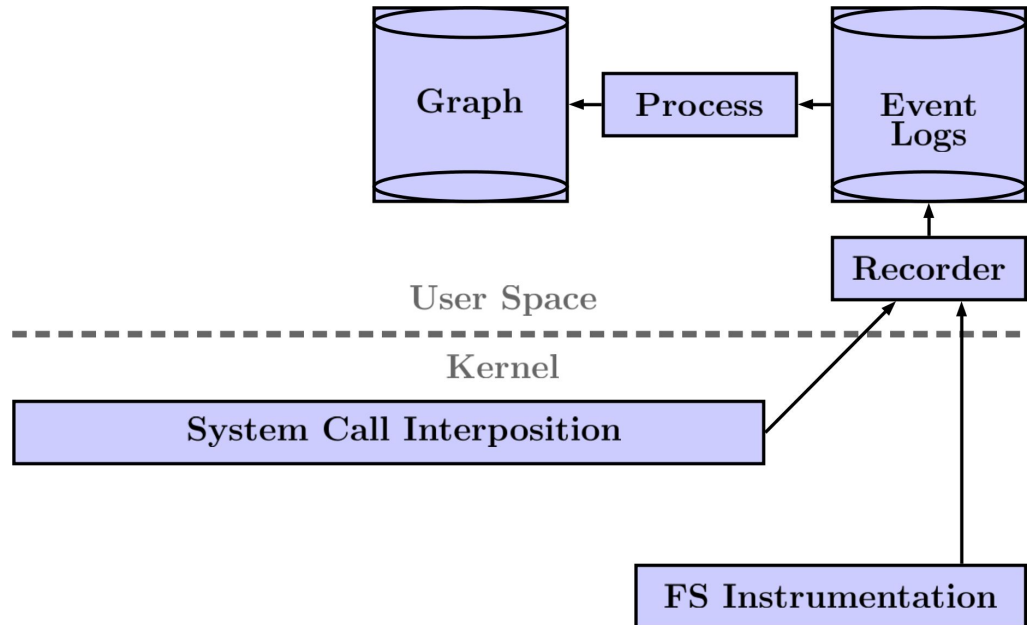 Graph
Process
Event
Logs
Recorder
User Space
Kernel
System Call Interposition
FS Instrumentation